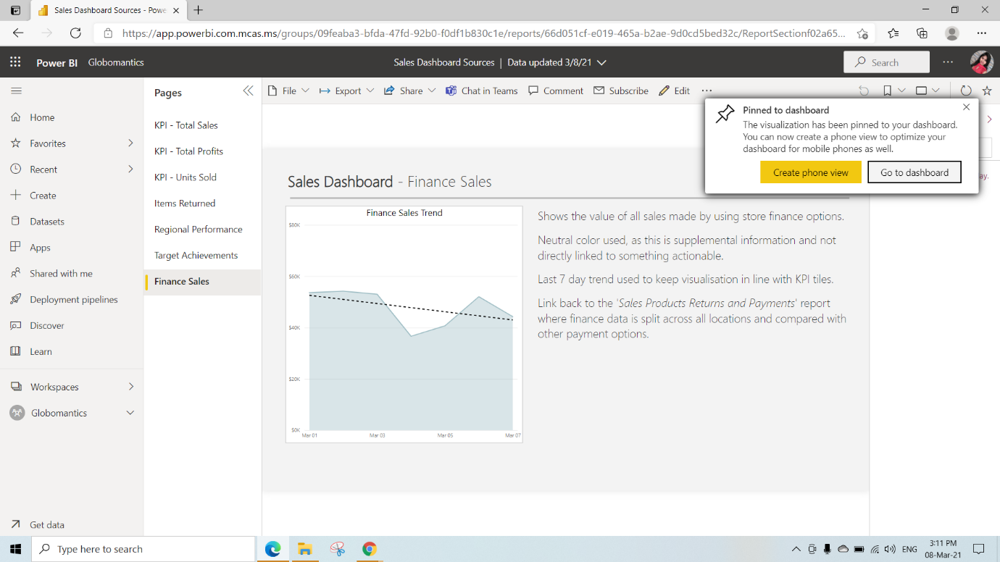 Sales Dashboard Sources - Powe
https://app.powerbi.com.mcas.ms/groups/09feaba3-bfda-47fd-92b0-f0df1b830c1e/reports/66d051cf-e019-465a-b2ae-9d0cd5bed32c/ReportSectionf02a65...
Power BI Globomantics
Sales Dashboard Sources | Data updated 3/8/21
Search
File Export Share Chat in Teams Comment Subscribe Edit
Home
Favorites
Recent
Create
Datasets
Apps
Shared with me
Deployment pipelines
Discover
Learn
Workspaces
Globomantics
Get data
Pages
KPI - Total Sales
KPI - Total Profits
KPI - Units Sold
Items Returned
Regional Performance
Target Achievements
Finance Sales
Pinned to dashboard
The visualization has been pinned to your dashboard.
You can now create a phone view to optimize your
dashboard for mobile phones as well.
Create phone view Go to dashboard
ay.
Sales Dashboard - Finance Sales
Finance Sales Trend
$80K
$60K
$40K
$20K
$0K
Mar 01 Mar 03 Mar 05 Mar 07
Shows the value of all sales made by using store finance options.
Neutral color used, as this is supplemental information and not
directly linked to something actionable.
Last 7 day trend used to keep visualisation in line with KPI tiles.
Link back to the 'Sales Products Returns and Payments' report
where finance data is split across all locations and compared with
other payment options.
Type here to search
ENG
3:11 PM
08-Mar-21